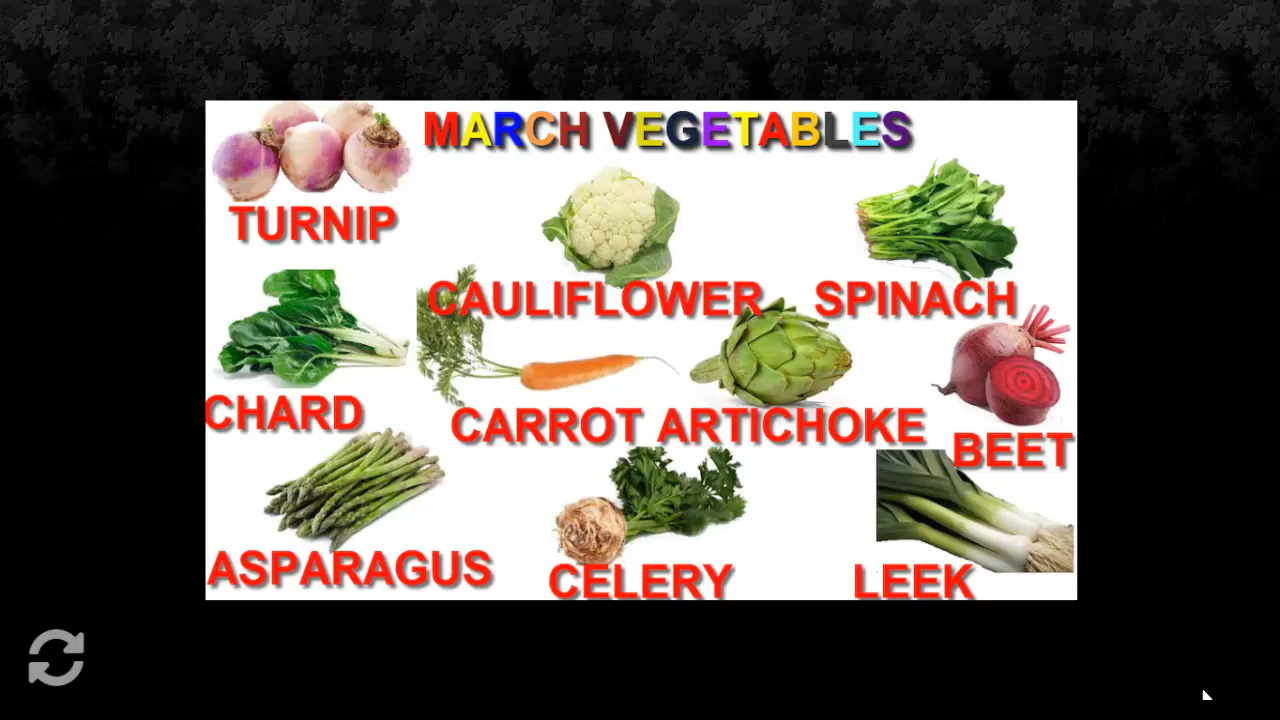 MARCH VEGETABLES
TURNIP
CAULIFLOWER SPINACH
CHARD
CARROT ARTICHOKE
BEET
ASPARAGUS
CELERY
LEEK